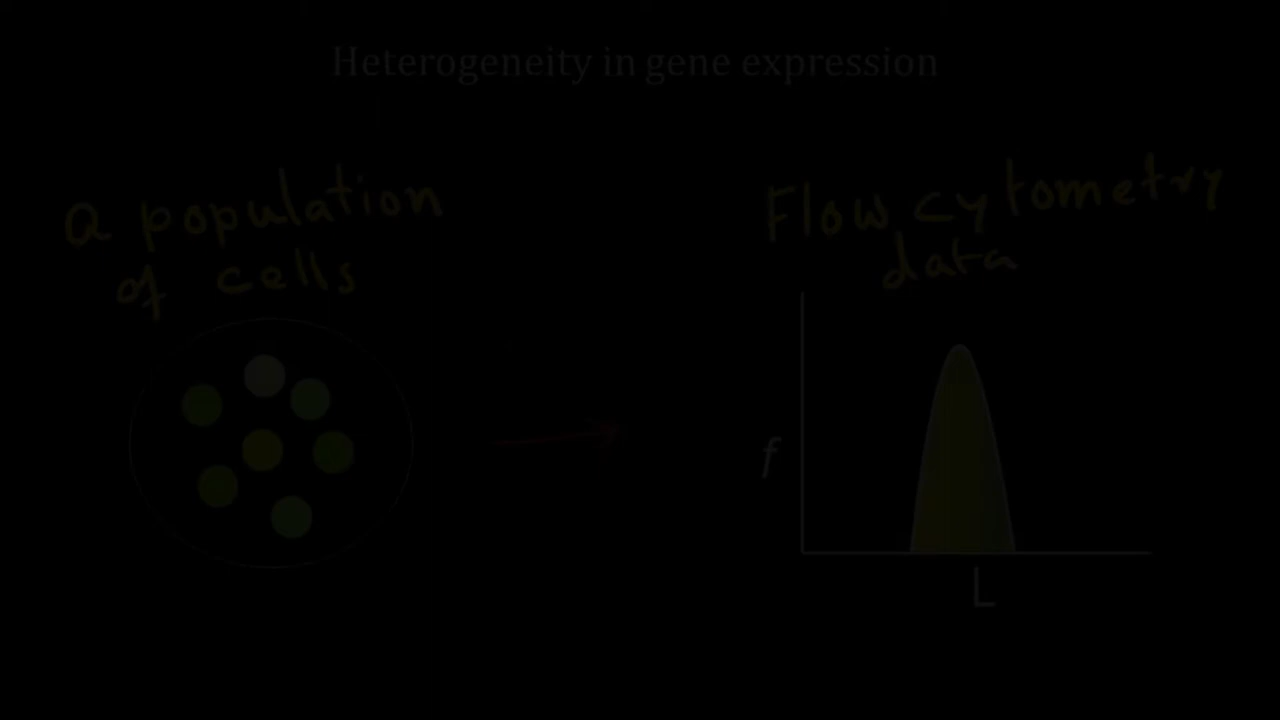 Heterogeneity in gene expression
a population
of cells
Flow cytometry
data
f
L